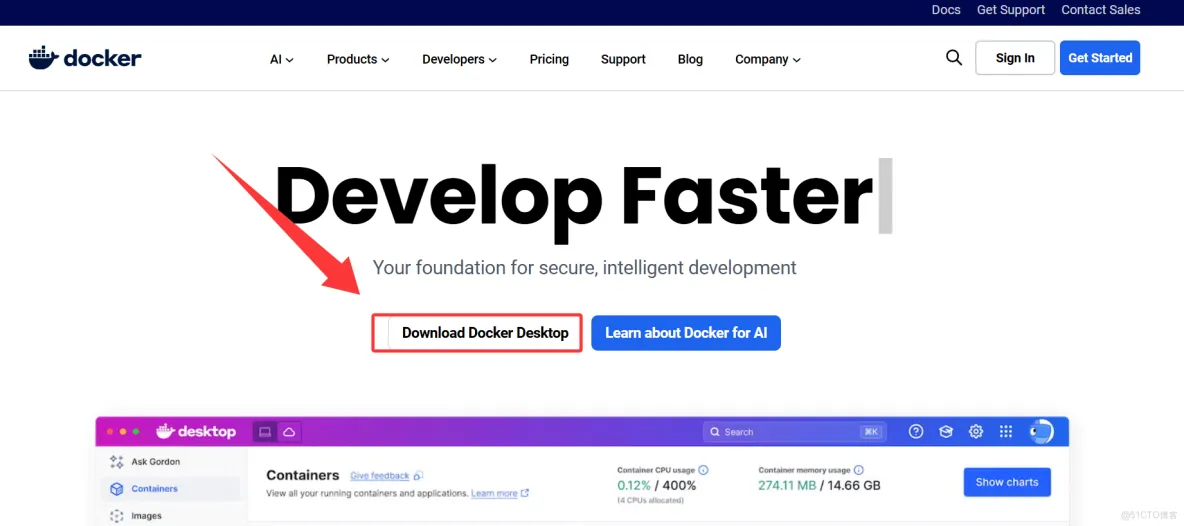 Docs Get Support Contact Sales
docker AI Products Developers Pricing Support Blog Company Sign In Get Started
Develop Faster
Your foundation for secure, intelligent development
Download Docker Desktop Learn about Docker for AI
desktop Search ⌘K
Ask Gordon
Containers
Images
Containers Give feedback
View all your running containers and applications. Learn more
Container CPU usage
0.12% / 400%
(4 CPUs allocated)
Container memory usage
274.11 MB / 14.66 GB
Show charts
@51CTO博客